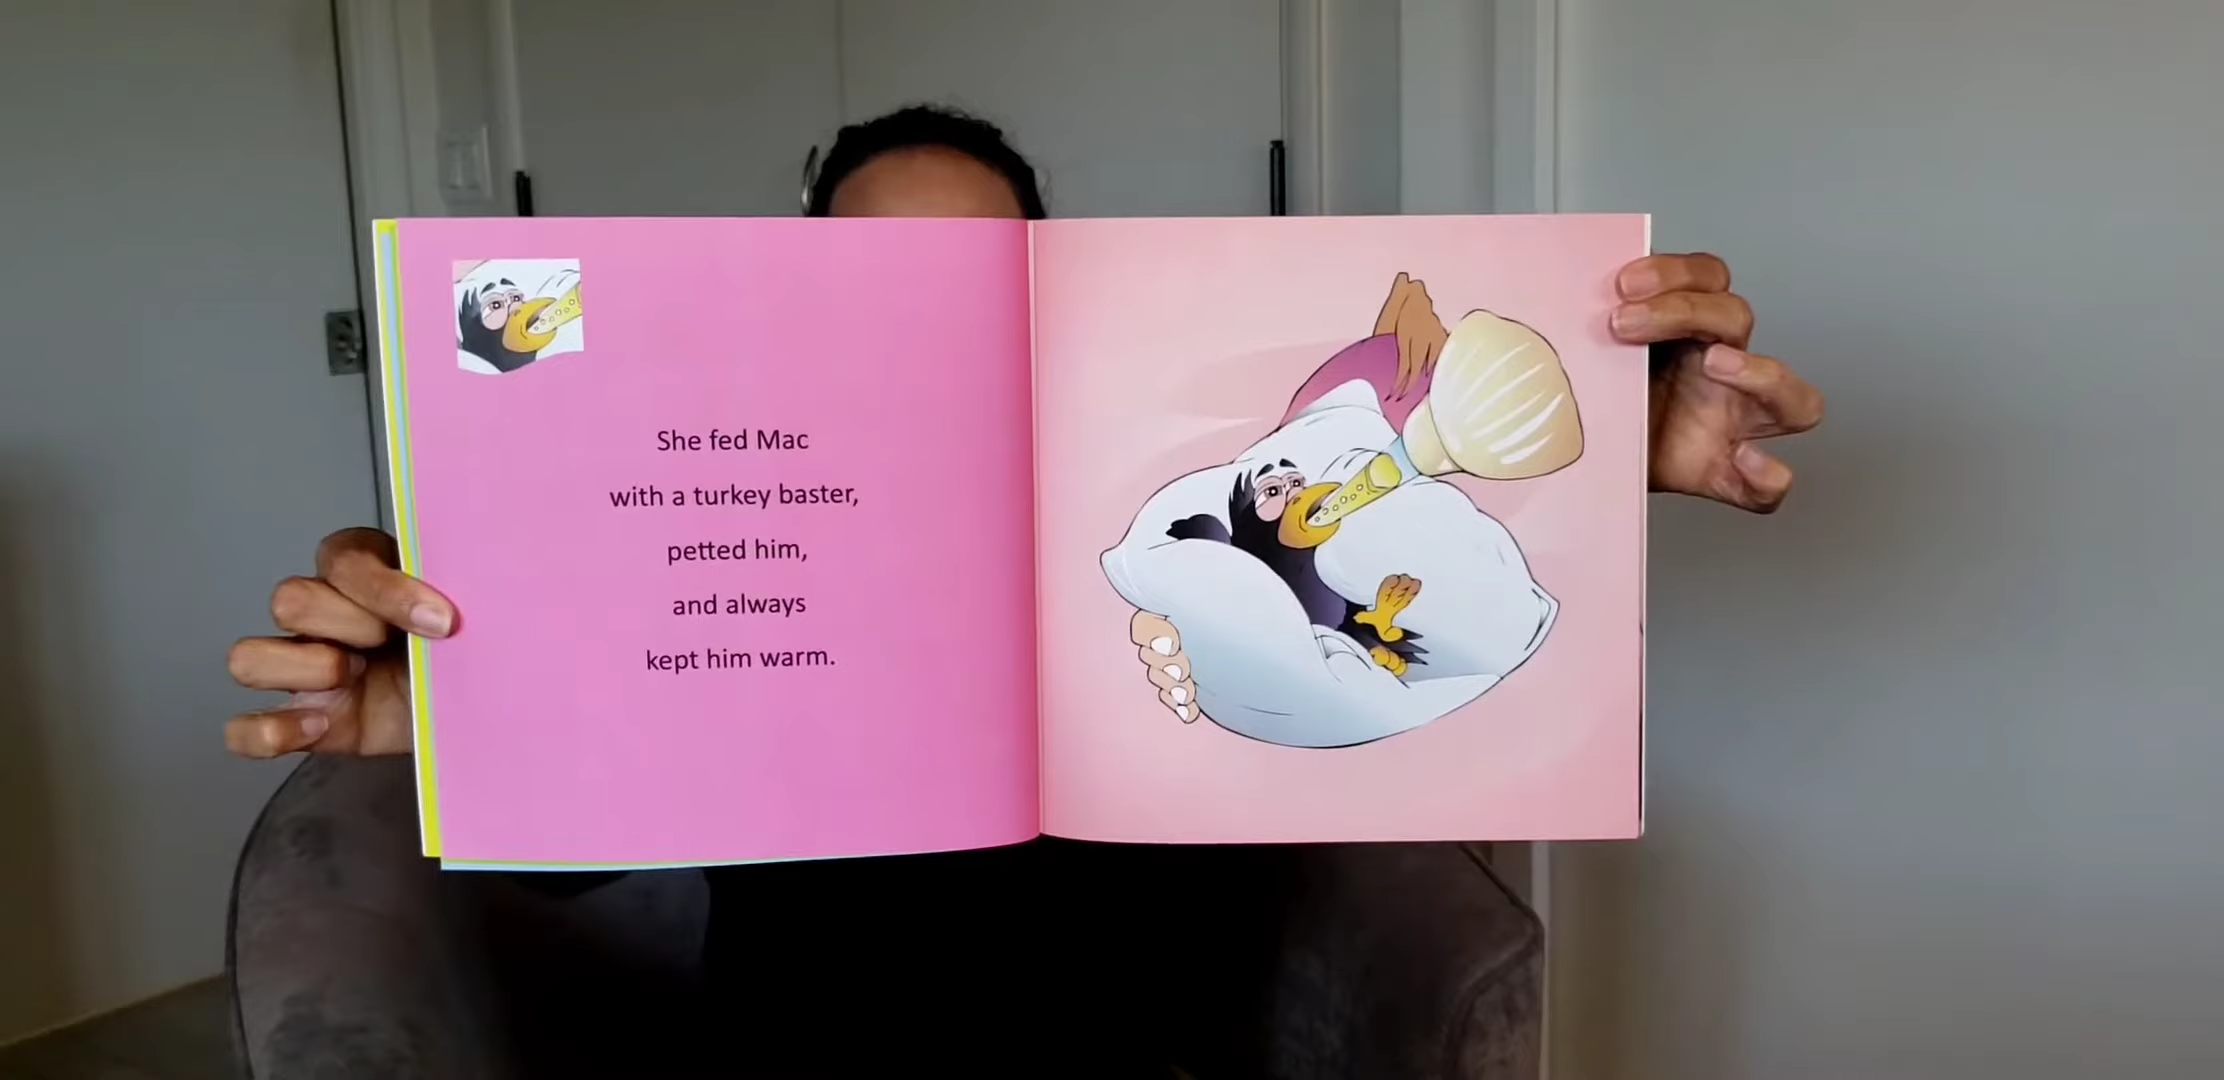 She fed Mac
with a turkey baster,
petted him,
and always
kept him warm.